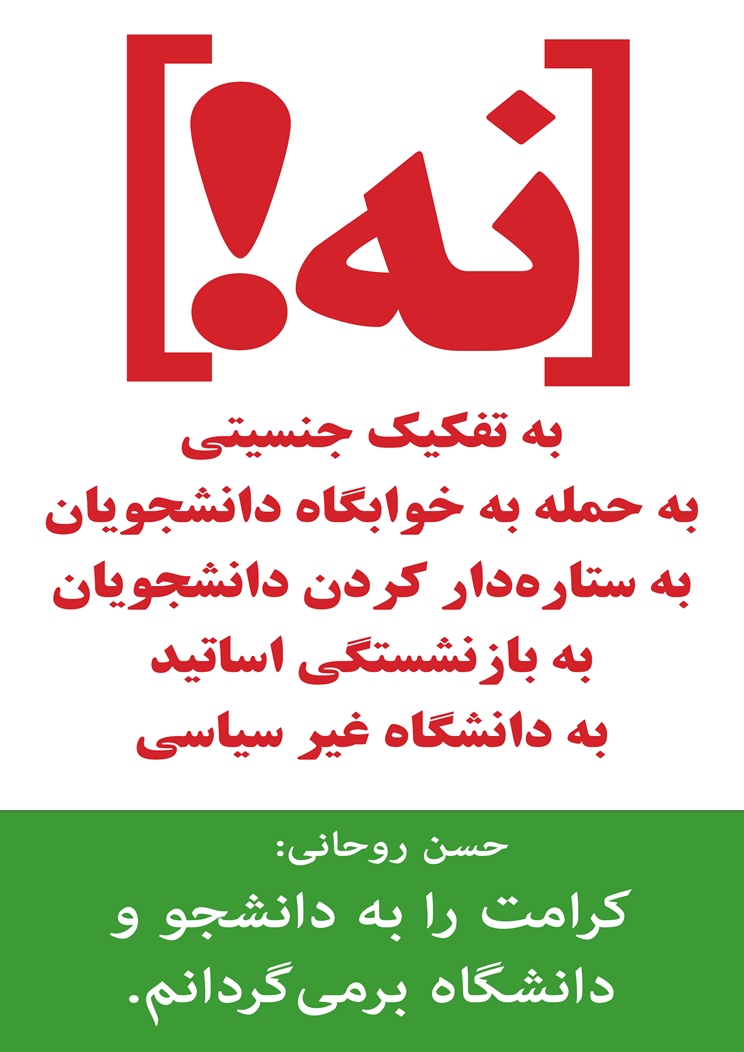 [نه!]
به تفکیک جنسیتی
به حمله به خوابگاه دانشجویان
به ستاره‌دار کردن دانشجویان
به بازنشستگی اساتید
به دانشگاه غیر سیاسی
حسن روحانی:
کرامت را به دانشجو و
دانشگاه برمی‌گردانم.